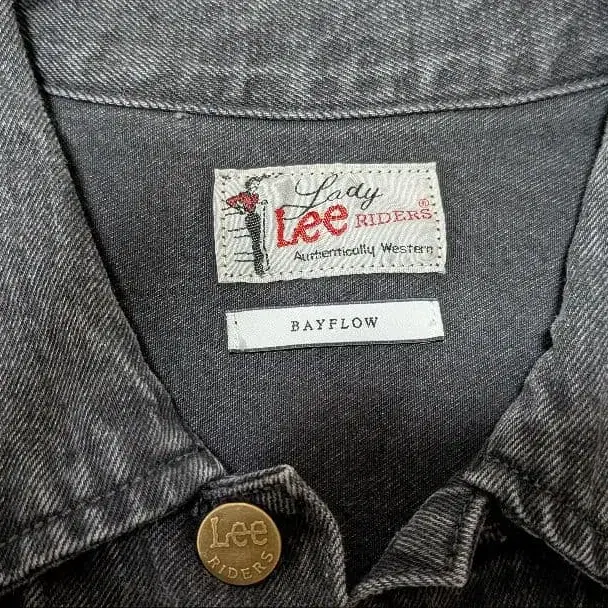 Lady
Lee RIDERS®
Authentically Western
BAYFLOW
Lee
RIDERS